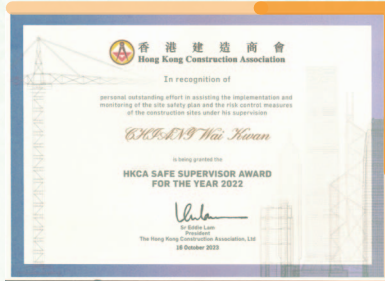 香港建造商會
Hong Kong Construction Association
In recognition of
personal outstanding effort in assisting the implementation and
monitoring of the site safety plan and the risk control measures
of the construction sites under his supervision
CHIANG Wai Kwan
is being granted the
HKCA SAFE SUPERVISOR AWARD
FOR THE YEAR 2022
Sr Eddie Lam
President
The Hong Kong Construction Association, Ltd
16 October 2023